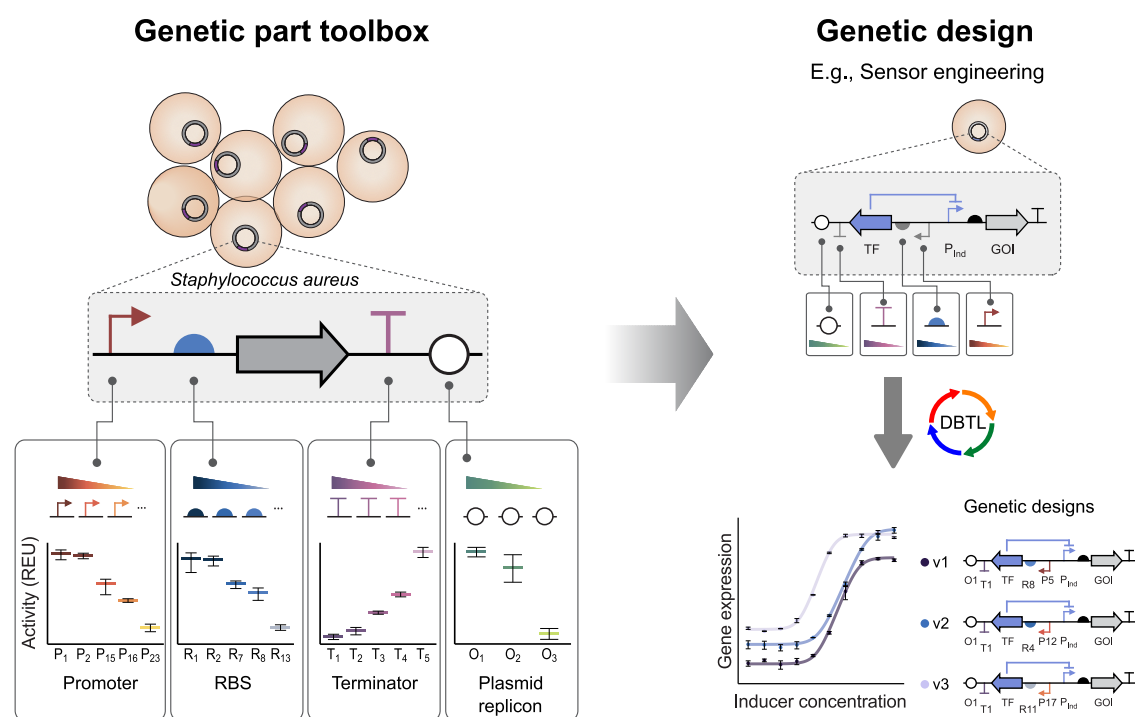 Genetic part toolbox
Staphylococcus aureus
Activity (REU)
...
P1 P2 P15 P16 P23
Promoter
...
R1 R2 R7 R8 R13
RBS
...
T1 T2 T3 T4 T5
Terminator
O1 O2 O3
Plasmid
replicon
Genetic design
E.g., Sensor engineering
TF PInd GOI
DBTL
Gene expression
Inducer concentration
Genetic designs
v1
O1 T1 TF R8 P5 PInd GOI
v2
O1 T1 TF R4 P12 PInd GOI
v3
O1 T1 TF R11 P17 PInd GOI